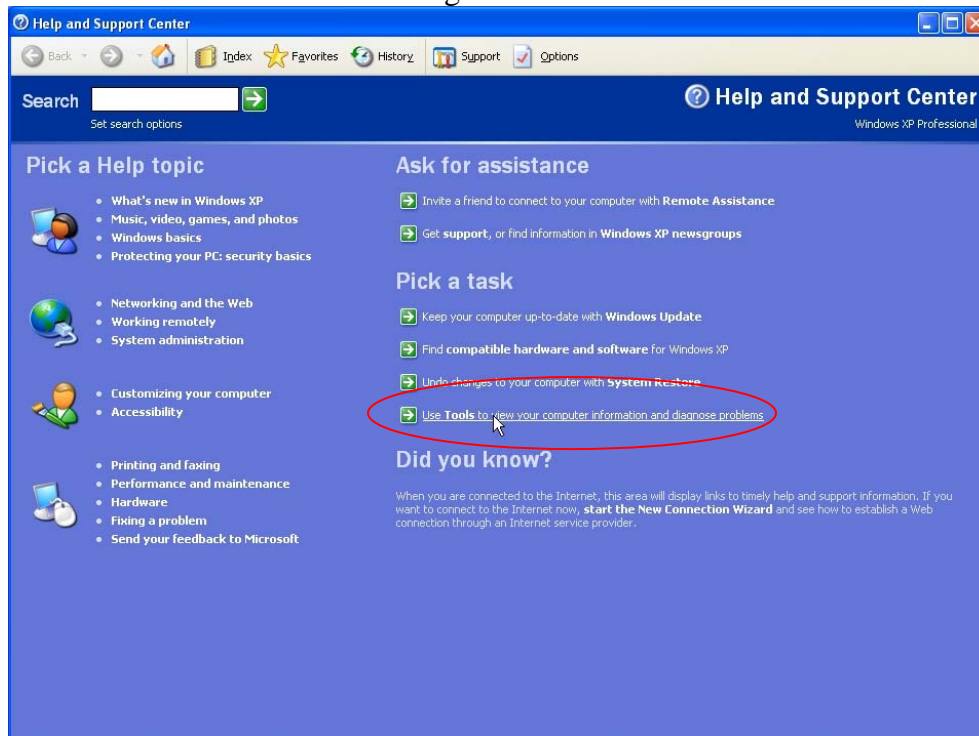 Help and Support Center
Back
Index
Favorites
History
Support
Options
Search
Set search options
Help and Support Center
Windows XP Professional
Pick a Help topic
What's new in Windows XP
Music, video, games, and photos
Windows basics
Protecting your PC: security basics
Networking and the Web
Working remotely
System administration
Customizing your computer
Accessibility
Printing and faxing
Performance and maintenance
Hardware
Fixing a problem
Send your feedback to Microsoft
Ask for assistance
Invite a friend to connect to your computer with Remote Assistance
Get support, or find information in Windows XP newsgroups
Pick a task
Keep your computer up-to-date with Windows Update
Find compatible hardware and software for Windows XP
Undo changes to your computer with System Restore
Use Tools to view your computer information and diagnose problems
Did you know?
When you are connected to the Internet, this area will display links to timely help and support information. If you
want to connect to the Internet now, start the New Connection Wizard and see how to establish a Web
connection through an Internet service provider.